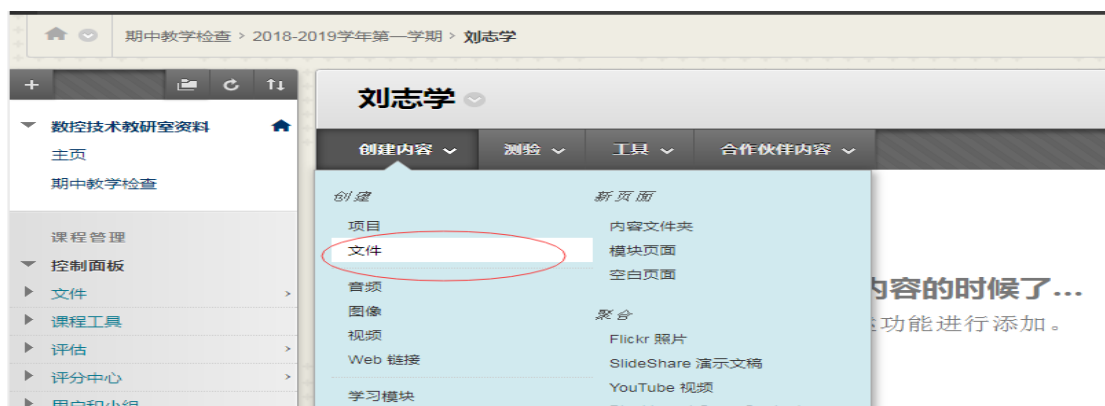 期中教学检查 > 2018-2019学年第一学期 > 刘志学
数控技术教研室资料
主页
期中教学检查
课程管理
控制面板
文件
课程工具
评估
评分中心
用户和小组
刘志学
创建内容 测验 工具 合作伙伴内容
创建
项目
文件
音频
图像
视频
Web 链接
学习模块
新页面
内容文件夹
模块页面
空白页面
聚合
Flickr 照片
SlideShare 演示文稿
YouTube 视频
内容的时候了...
功能进行添加。